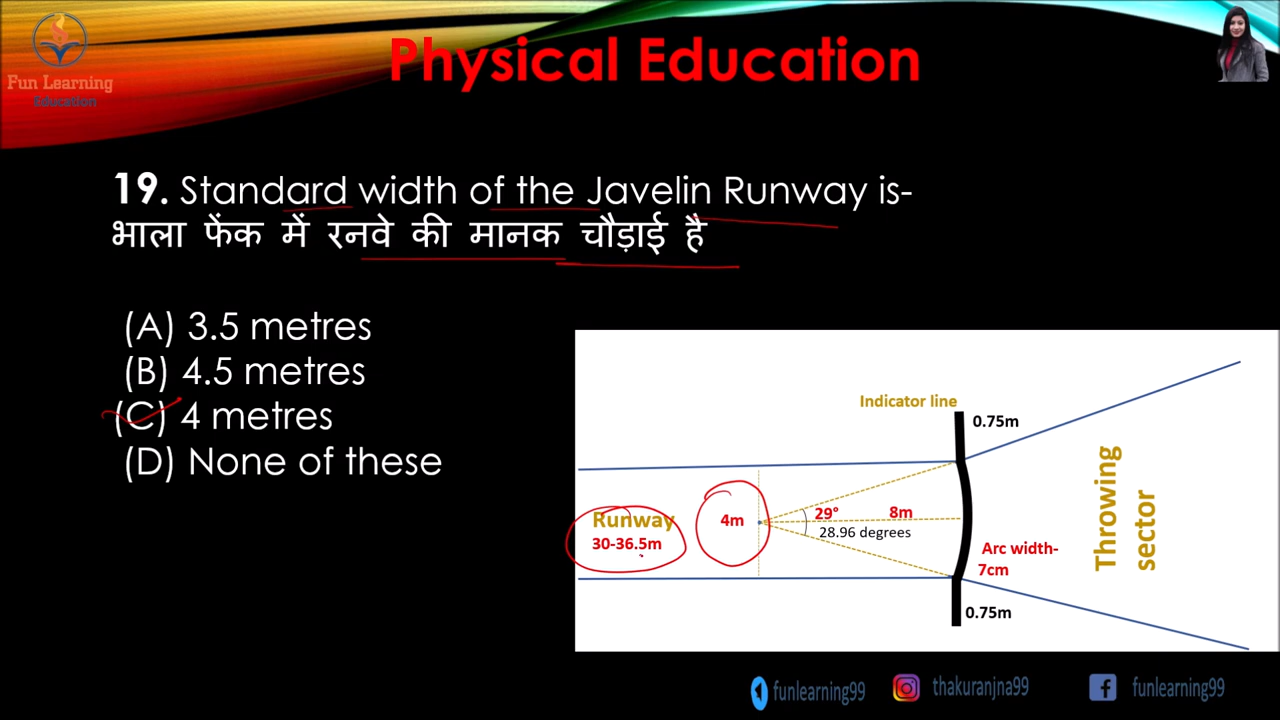 Fun Learning
Education
Physical Education
19. Standard width of the Javelin Runway is-
भाला फेंक में रनवे की मानक चौड़ाई है
(A) 3.5 metres
(B) 4.5 metres
(C) 4 metres
(D) None of these
Indicator line
0.75m
Runway
30-36.5m
4m
29°
8m
28.96 degrees
Arc width-
7cm
0.75m
Throwing
sector
funlearning99
thakuranjna99
funlearning99